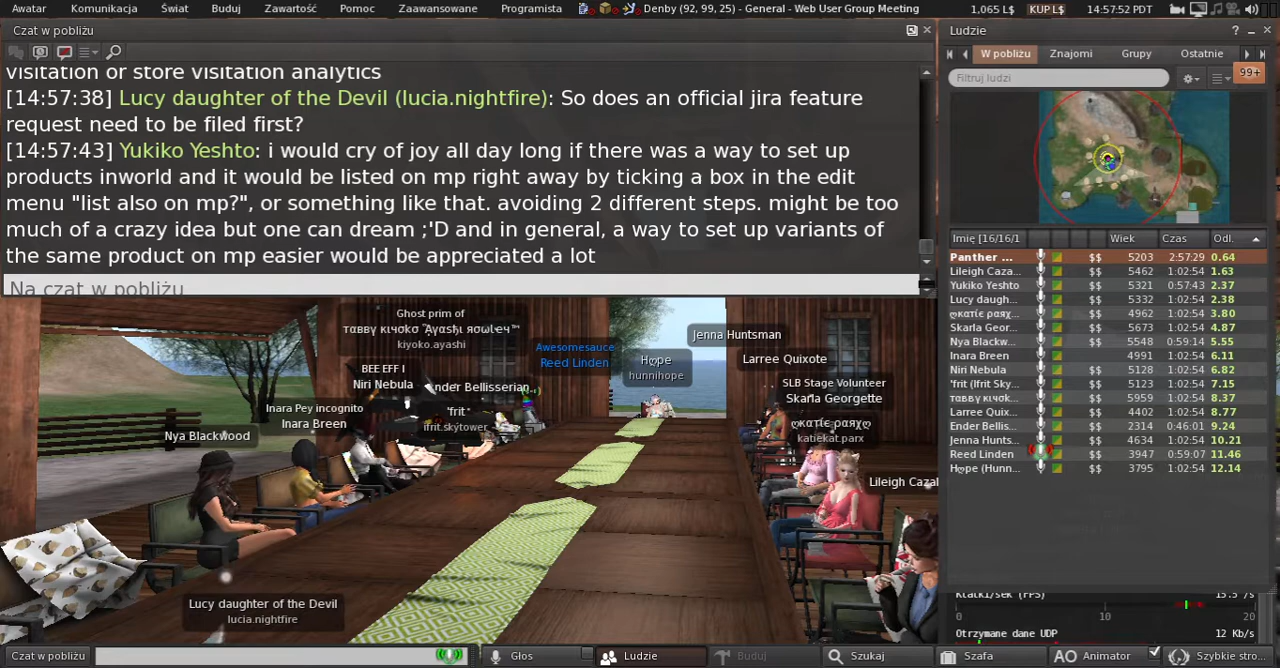 Awatar Komunikacja Świat Buduj Zawartość Pomoc Zaawansowane Programista Denby (92, 99, 25) - General - Web User Group Meeting 1,065 L$ KUP L$ 14:57:52 PDT
Czat w pobliżu
visitation or store visitation analytics
[14:57:38] Lucy daughter of the Devil (lucia.nightfire): So does an official jira feature
request need to be filed first?
[14:57:43] Yukiko Yeshto: i would cry of joy all day long if there was a way to set up
products inworld and it would be listed on mp right away by ticking a box in the edit
menu "list also on mp?", or something like that. avoiding 2 different steps. might be too
much of a crazy idea but one can dream ;'D and in general, a way to set up variants of
the same product on mp easier would be appreciated a lot
Na czat w pobliżu
Ghost prim of
kiyoko.ayashi
BEE EFF I
Niri Nebula
Inara Pey incognito
Inara Breen
Nya Blackwood
Ender Bellisserian
'frit
ifrit.skytower
Awesomesauce
Reed Linden
hunnihope
Jenna Huntsman
Larree Quixote
SLB Stage Volunteer
Skarla Georgette
katiekat.parx
Lileigh Cazal
Lucy daughter of the Devil
lucia.nightfire
Ludzie
W pobliżu Znajomi Grupy Ostatnie
Filtruj ludzi
99+
Imię [16/16/1 Wiek Czas Odl.
Panther ... $$ 5203 2:57:29 0.64
Lileigh Caza... $$ 5462 1:02:54 1.63
Yukiko Yeshto $$ 5321 0:57:43 2.37
Lucy daugh... $$ 5332 1:02:54 2.38
$$ 4962 1:02:54 3.80
Skarla Geor... $$ 5673 1:02:54 4.87
Nya Blackw... $$ 5548 0:59:14 5.55
Inara Breen $$ 4991 1:02:54 6.11
Niri Nebula $$ 5128 1:02:54 6.82
'frit (Ifrit Sky... $$ 5123 1:02:54 7.15
$$ 5959 1:02:54 8.37
Larree Quix... $$ 4402 1:02:54 8.77
Ender Bellis... $$ 2314 0:46:01 9.24
Jenna Hunts... $$ 4634 1:02:54 10.21
Reed Linden $$ 3947 0:59:07 11.46
(Hunn... $$ 3795 1:02:54 12.14
Klatki/sek (FPS) 15.5 /s
0 10 20
Otrzymane dane UDP 12 Kb/s
Czat w pobliżu Głos Ludzie Buduj Szukaj Szafa AO Animator Szybkie stro...